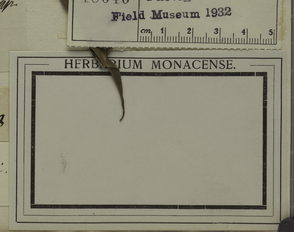 Field Museum 1932
cm. 1 2 3 4 5
HERBARIUM MONACENSE.